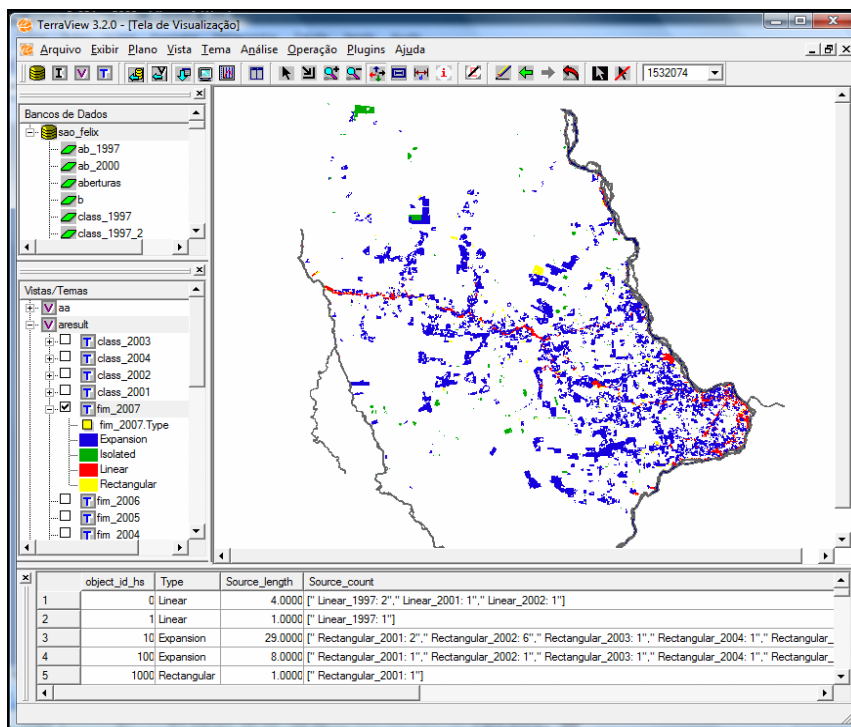 TerraView 3.2.0 - [Tela de Visualização]
Arquivo Exibir Plano Vista Tema Análise Operação Plugins Ajuda
I V T 1532074
Bancos de Dados
sao_felix
ab_1997
ab_2000
aberturas
b
class_1997
class_1997_2
Vistas/Temas
V aa
V aresult
T class_2003
T class_2004
T class_2002
T class_2001
T fim_2007
fim_2007.Type
Expansion
Isolated
Linear
Rectangular
T fim_2006
T fim_2005
T fim_2004
object_id_hs Type Source_length Source_count
1 0 Linear 4.0000 [" Linear_1997: 2"," Linear_2001: 1"," Linear_2002: 1"]
2 1 Linear 1.0000 [" Linear_1997: 1"]
3 10 Expansion 29.0000 [" Rectangular_2001: 2"," Rectangular_2002: 6"," Rectangular_2003: 1"," Rectangular_2004: 1"," Rectangular_
4 100 Expansion 8.0000 [" Rectangular_2001: 1"," Rectangular_2002: 1"," Rectangular_2003: 1"," Rectangular_2004: 1"," Rectangular_
5 1000 Rectangular 1.0000 [" Rectangular_2001: 1"]